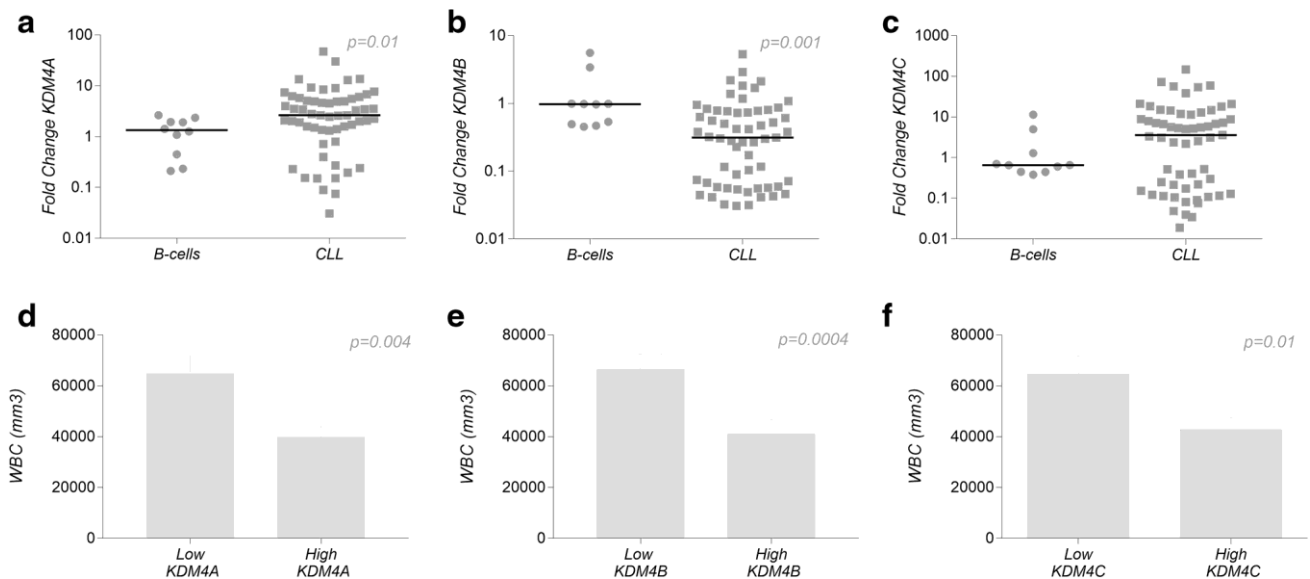 a
Fold Change KDM4A
100
10
1
0.1
0.01
p=0.01
B-cells
CLL
b
Fold Change KDM4B
10
1
0.1
0.01
p=0.001
B-cells
CLL
c
Fold Change KDM4C
1000
100
10
1
0.1
0.01
B-cells
CLL
d
WBC (mm3)
80000
60000
40000
20000
0
p=0.004
Low
KDM4A
High
KDM4A
e
WBC (mm3)
80000
60000
40000
20000
0
p=0.0004
Low
KDM4B
High
KDM4B
f
WBC (mm3)
80000
60000
40000
20000
0
p=0.01
Low
KDM4C
High
KDM4C